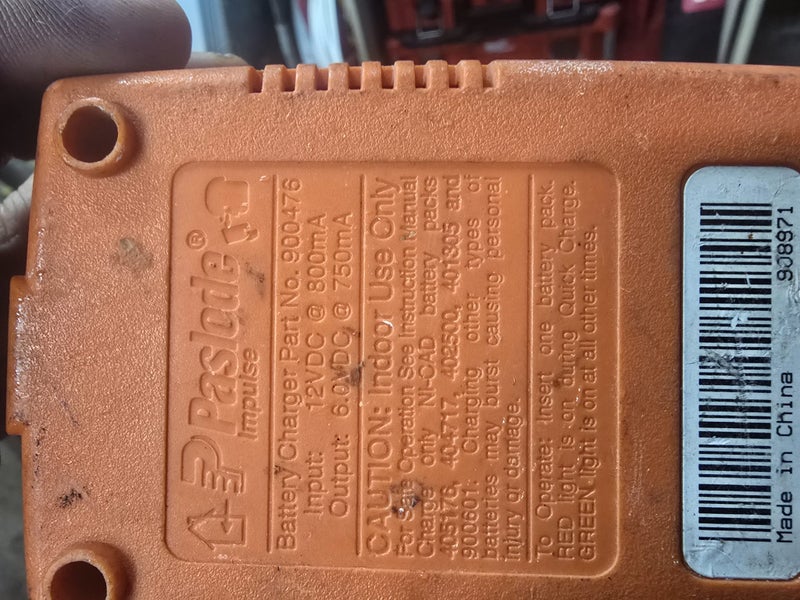 Paslode®
Impulse
Battery Charger Part No. 900476
Input: 12VDC @ 800mA
Output: 6.0VDC @ 750mA
CAUTION: Indoor Use Only
For Safe Operation See Instruction Manual
Charge only NI-CAD battery packs
405176, 404717, 402500, 401305 and
900601: Charging other types of
batteries may burst causing personal
injury or damage.
To Operate: Insert one battery pack.
RED light is on during Quick Charge.
GREEN light is on at all other times.
Made in China 908971